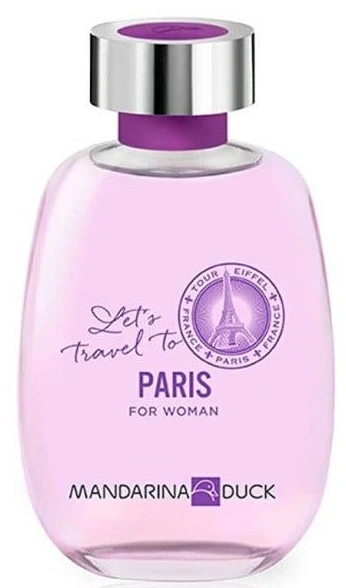 TOUR EIFFEL
FRANCE + PARIS + FRANCE
Let's
travel to
PARIS
FOR WOMAN
MANDARINA DUCK